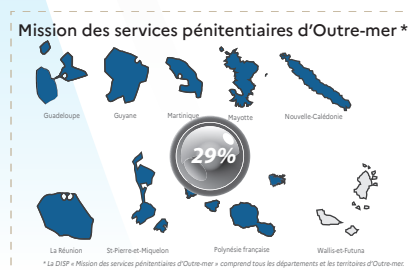 Mission des services pénitentiaires d'Outre-mer *
Guadeloupe
Guyane
Martinique
Mayotte
Nouvelle-Calédonie
29%
La Réunion
St-Pierre-et-Miquelon
Polynésie française
Wallis-et-Futuna
* La DISP « Mission des services pénitentiaires d'Outre-mer » comprend tous les départements et les territoires d'Outre-mer.